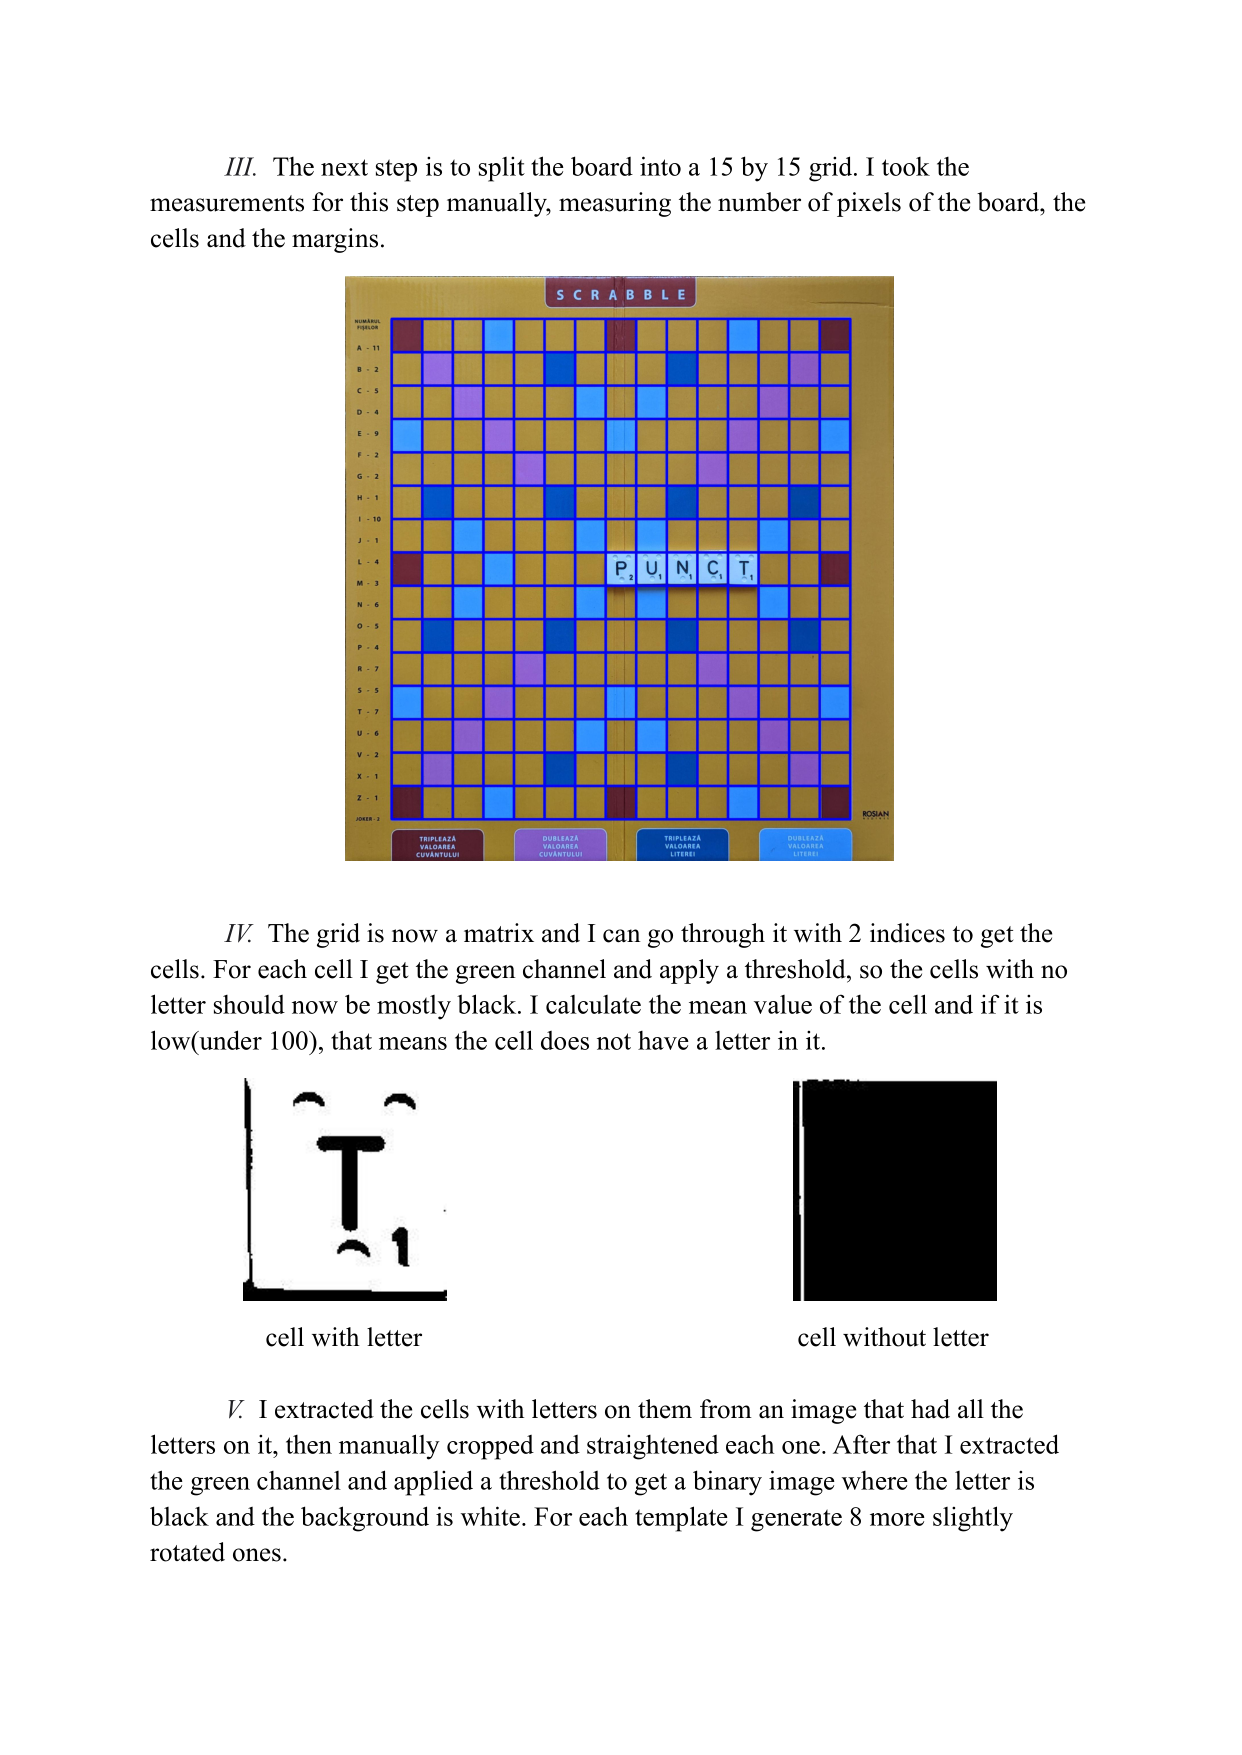 III. The next step is to split the board into a 15 by 15 grid. I took the
measurements for this step manually, measuring the number of pixels of the board, the
cells and the margins.
SCRABBLE
NUMĂRUL
FIȘELOR
A - 11
B - 2
C - 5
D - 4
E - 9
F - 2
G - 2
H - 1
I - 10
J - 1
L - 4
M - 3
N - 6
O - 5
P - 4
R - 7
S - 5
T - 7
U - 6
V - 2
X - 1
Z - 1
JOKER - 2
P2 U1 N1 C1 T1
ROSIAN
TRIPLEAZĂ
VALOAREA
CUVÂNTULUI
DUBLEAZĂ
VALOAREA
CUVÂNTULUI
TRIPLEAZĂ
VALOAREA
LITEREI
DUBLEAZĂ
VALOAREA
LITEREI
IV. The grid is now a matrix and I can go through it with 2 indices to get the
cells. For each cell I get the green channel and apply a threshold, so the cells with no
letter should now be mostly black. I calculate the mean value of the cell and if it is
low(under 100), that means the cell does not have a letter in it.
T 1
cell with letter
cell without letter
V. I extracted the cells with letters on them from an image that had all the
letters on it, then manually cropped and straightened each one. After that I extracted
the green channel and applied a threshold to get a binary image where the letter is
black and the background is white. For each template I generate 8 more slightly
rotated ones.